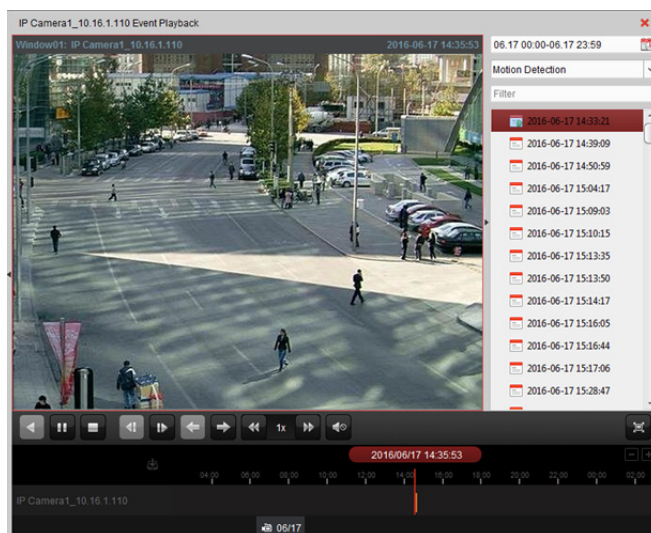 IP Camera1_10.16.1.110 Event Playback
Window01: IP Camera1_10.16.1.110 2016-06-17 14:35:53
06.17 00:00-06.17 23:59
Motion Detection
Filter
2016-06-17 14:33:21
2016-06-17 14:39:09
2016-06-17 14:50:59
2016-06-17 15:04:17
2016-06-17 15:09:03
2016-06-17 15:10:15
2016-06-17 15:13:35
2016-06-17 15:13:50
2016-06-17 15:14:17
2016-06-17 15:16:05
2016-06-17 15:16:44
2016-06-17 15:17:06
2016-06-17 15:28:47
1x
2016/06/17 14:35:53
04:00 06:00 08:00 10:00 12:00 14:00 16:00 18:00 20:00 22:00 00:00 02:00
IP Camera1_10.16.1.110
06/17